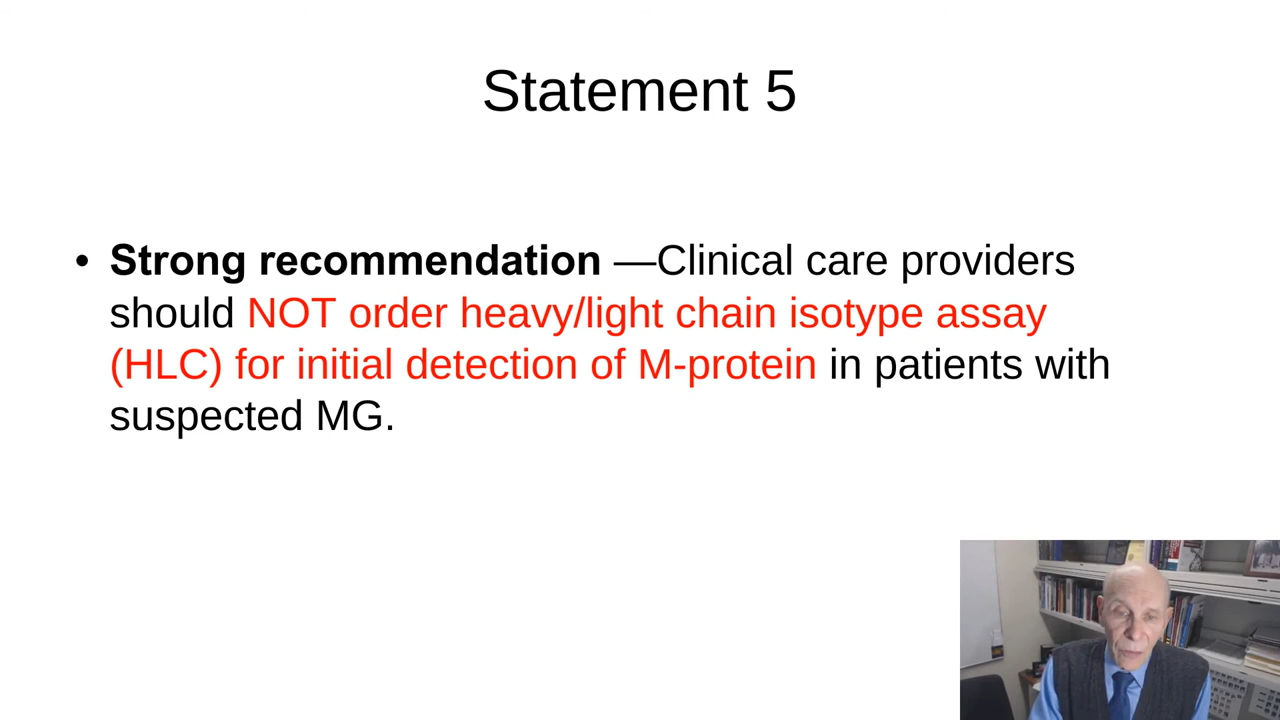 Statement 5
• Strong recommendation —Clinical care providers
should NOT order heavy/light chain isotype assay
(HLC) for initial detection of M-protein in patients with
suspected MG.